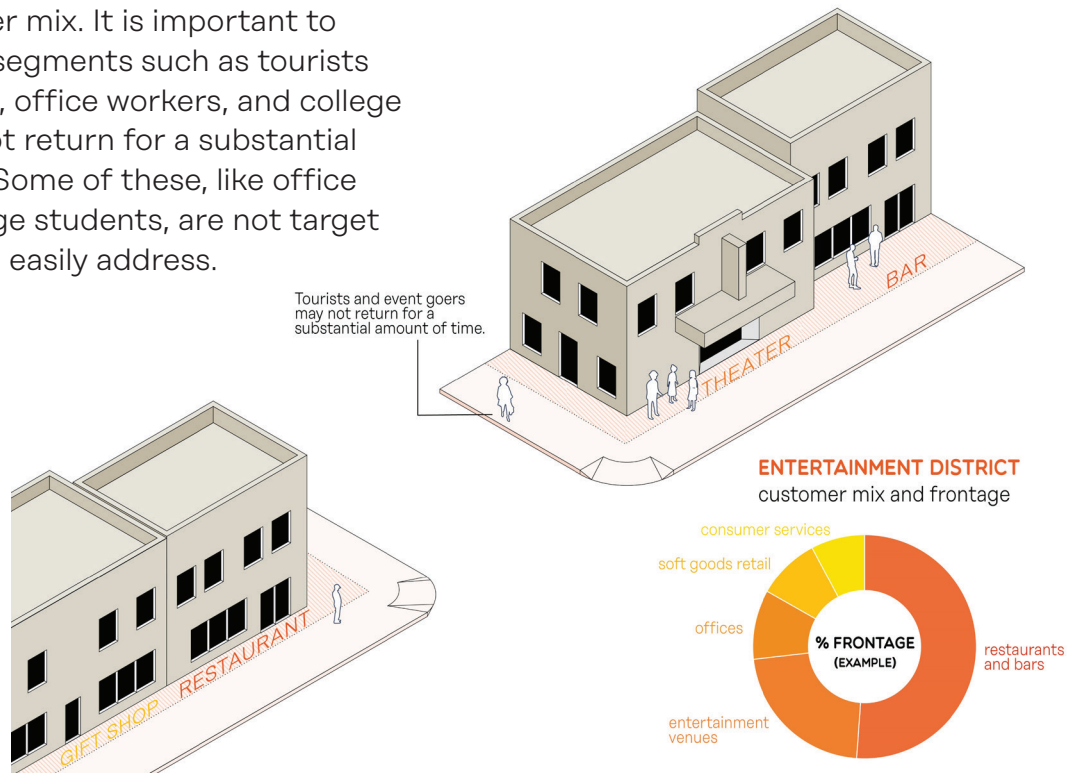 er mix. It is important to
segments such as tourists
, office workers, and college
ot return for a substantial
Some of these, like office
ge students, are not target
easily address.
Tourists and event goers
may not return for a
substantial amount of time.
BAR
THEATER
RESTAURANT
GIFT SHOP
ENTERTAINMENT DISTRICT
customer mix and frontage
consumer services
soft goods retail
offices
% FRONTAGE
(EXAMPLE)
restaurants
and bars
entertainment
venues